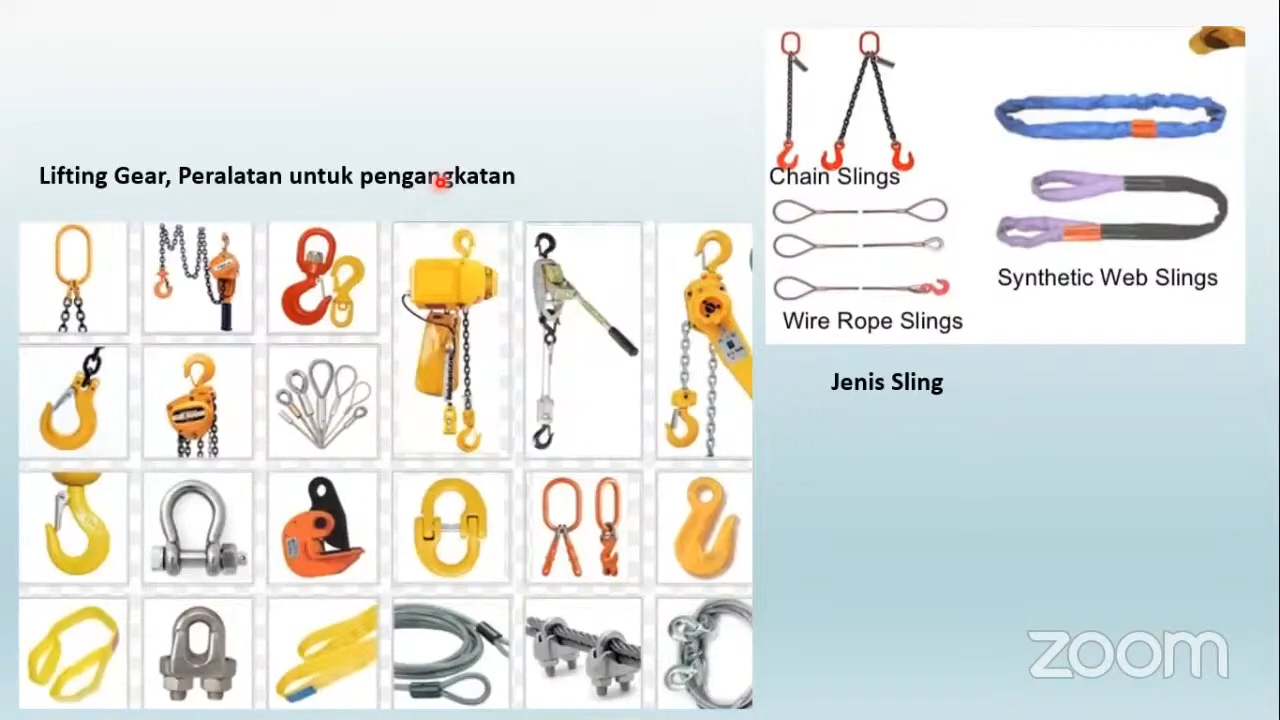 Lifting Gear, Peralatan untuk pengangkatan
Chain Slings
Wire Rope Slings
Synthetic Web Slings
Jenis Sling
zoom